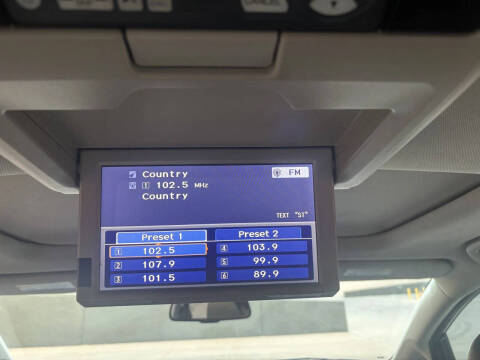 CANCEL
Country
FM
1 102.5 MHz
Country
TEXT "ST"
Preset 1 Preset 2
1 102.5 4 103.9
2 107.9 5 99.9
3 101.5 6 89.9